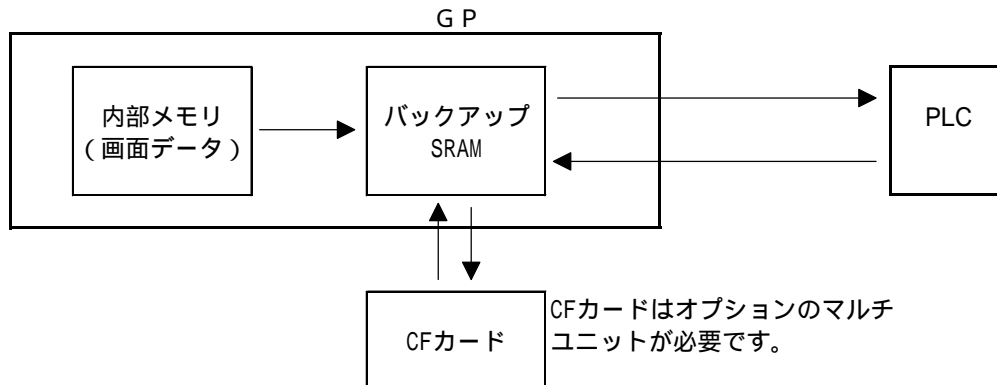 ＧＰ
内部メモリ
（画面データ）
バックアップ
SRAM
PLC
CFカード
CFカードはオプションのマルチ
ユニットが必要です。